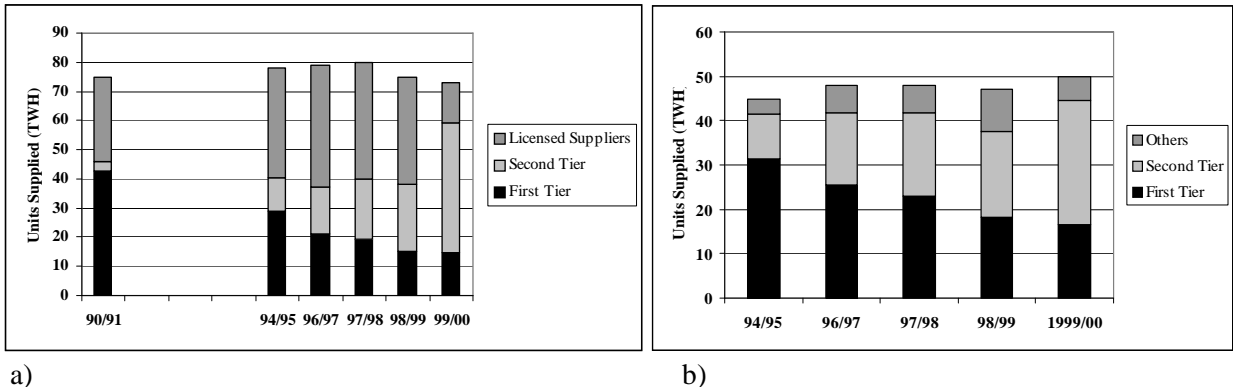 Units Supplied (TWH)
90
80
70
60
50
40
30
20
10
0
90/91
94/95
96/97
97/98
98/99
99/00
Licensed Suppliers
Second Tier
First Tier
a)
Units Supplied (TWH)
60
50
40
30
20
10
0
94/95
96/97
97/98
98/99
1999/00
Others
Second Tier
First Tier
b)